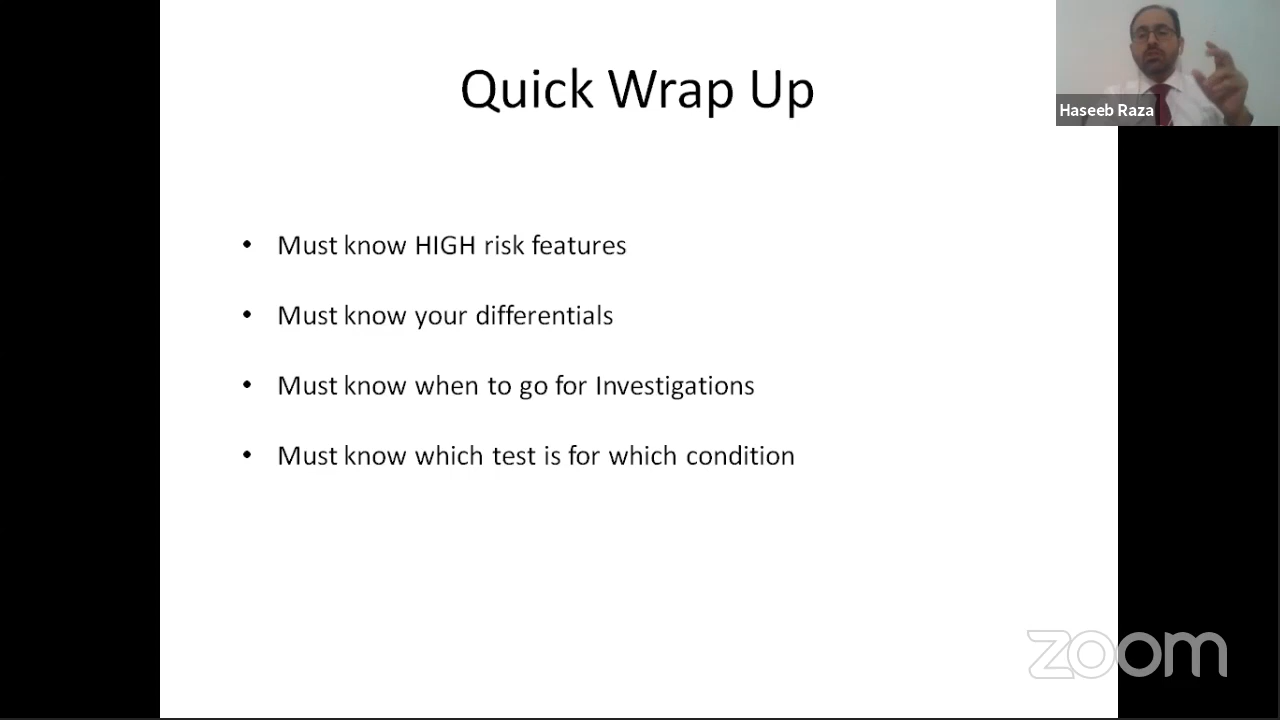 Quick Wrap Up
Haseeb Raza
• Must know HIGH risk features
• Must know your differentials
• Must know when to go for Investigations
• Must know which test is for which condition
zoom